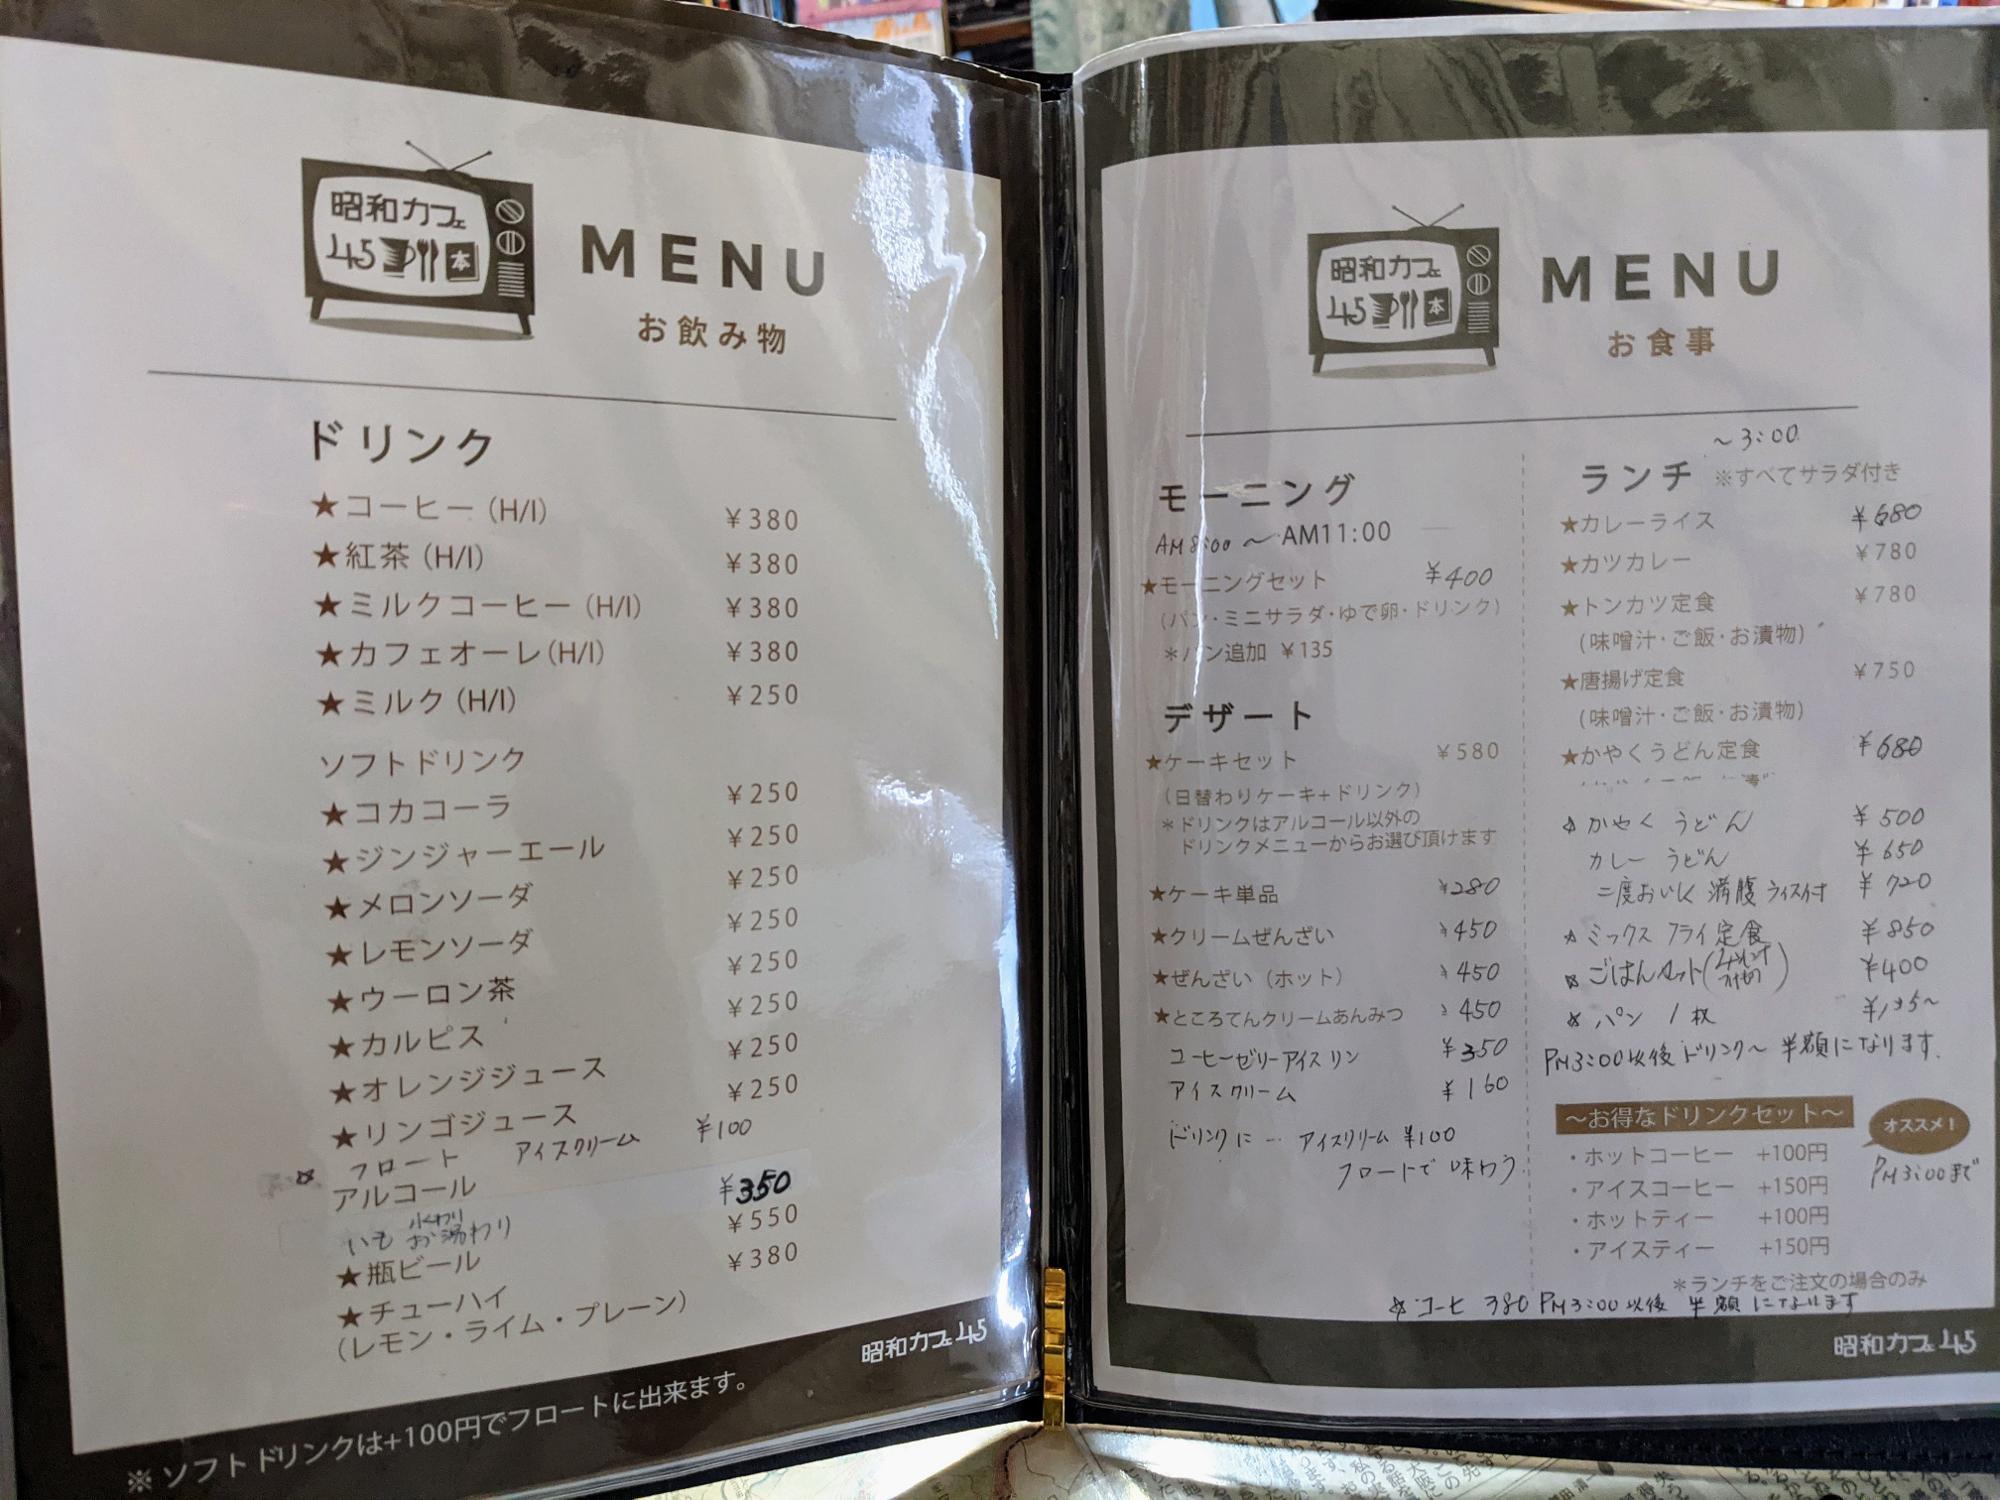 昭和カフェ
45 本
MENU
お飲み物
ドリンク
★コーヒー(H/I) ¥380
★紅茶(H/I) ¥380
★ミルクコーヒー(H/I) ¥380
★カフェオーレ(H/I) ¥380
★ミルク(H/I) ¥250
ソフトドリンク
★コカコーラ ¥250
★ジンジャーエール ¥250
★メロンソーダ ¥250
★レモンソーダ ¥250
★ウーロン茶 ¥250
★カルピス ¥250
★オレンジジュース ¥250
★リンゴジュース ¥250
☆ フロート アイスクリーム ¥100
アルコール
いも 水わり お湯わり ¥350
★瓶ビール ¥550
★チューハイ ¥380
(レモン・ライム・プレーン)
昭和カフェ45
※ソフトドリンクは+100円でフロートに出来ます。
昭和カフェ
45 本
MENU
お食事
モーニング
AM8:00 ～ AM11:00
★モーニングセット ¥400
(パン・ミニサラダ・ゆで卵・ドリンク)
＊パン追加 ¥135
デザート
★ケーキセット ¥580
(日替わりケーキ+ドリンク)
＊ドリンクはアルコール以外の
ドリンクメニューからお選び頂けます
★ケーキ単品 ¥280
★クリームぜんざい ¥450
★ぜんざい(ホット) ¥450
★ところてんクリームあんみつ ¥450
コーヒーゼリーアイスリン ¥350
アイスクリーム ¥160
ドリンクに … アイスクリーム ¥100
フロートで味わう
～3:00
ランチ ※すべてサラダ付き
★カレーライス ¥680
★カツカレー ¥780
★トンカツ定食 ¥780
(味噌汁・ご飯・お漬物)
★唐揚げ定食 ¥750
(味噌汁・ご飯・お漬物)
★かやくうどん定食 ¥680
☆かやくうどん ¥500
カレーうどん ¥650
二度おいしく 満腹 ライス付 ¥720
☆ミックスフライ定食 ¥850
☆ごはんセット ¥400
☆パン1枚
PM3:00以後 ドリンク～ 半額になります.
～お得なドリンクセット～
オススメ!
PM3:00まで
・ホットコーヒー +100円
・アイスコーヒー +150円
・ホットティー +100円
・アイスティー +150円
＊ランチをご注文の場合のみ
☆コーヒ 380 PM3:00以後 半額になります
昭和カフェ45